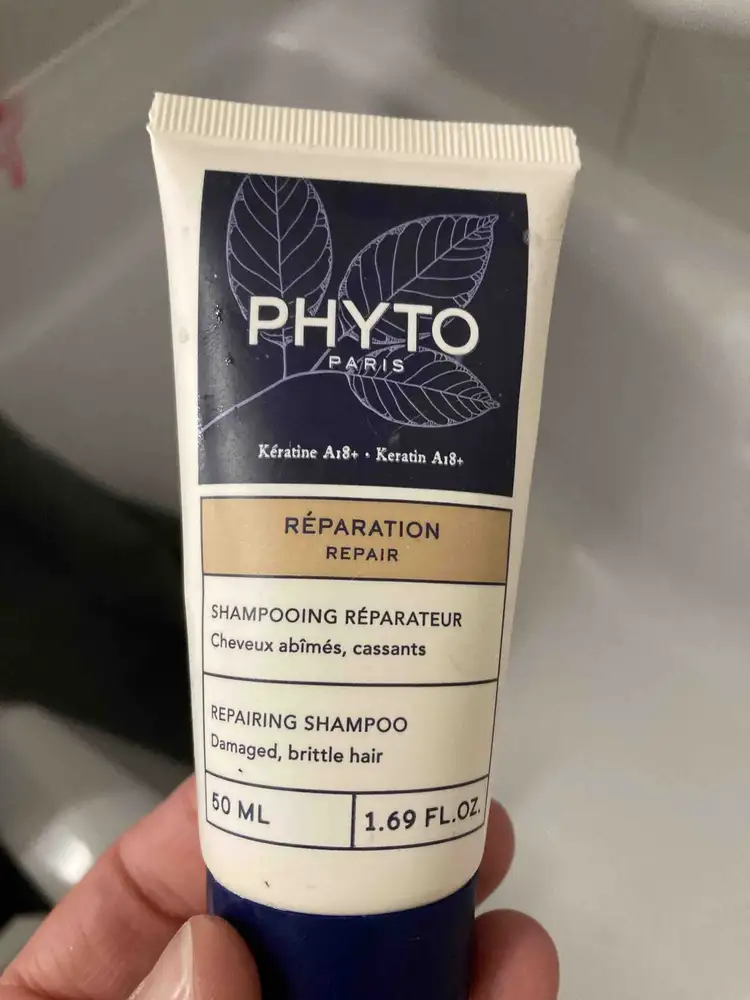 PHYTO
PARIS
Kératine A18+ · Keratin A18+
RÉPARATION
REPAIR
SHAMPOOING RÉPARATEUR
Cheveux abîmés, cassants
REPAIRING SHAMPOO
Damaged, brittle hair
50 ML
1.69 FL.OZ.